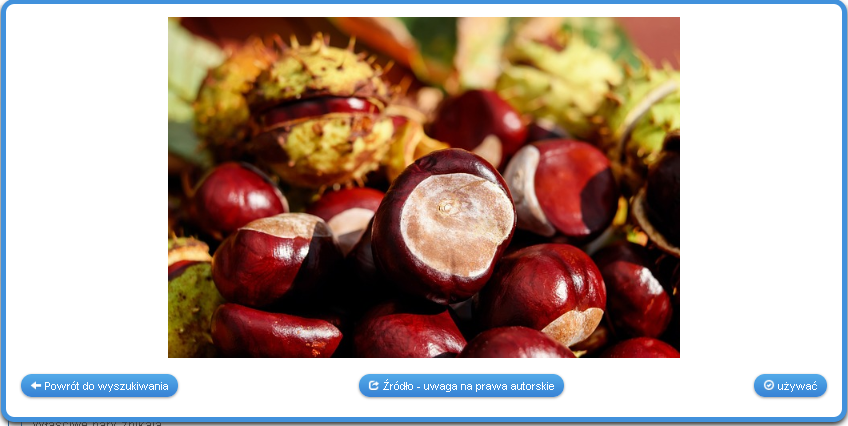 Powrót do wyszukiwania
Źródło - uwaga na prawa autorskie
używać